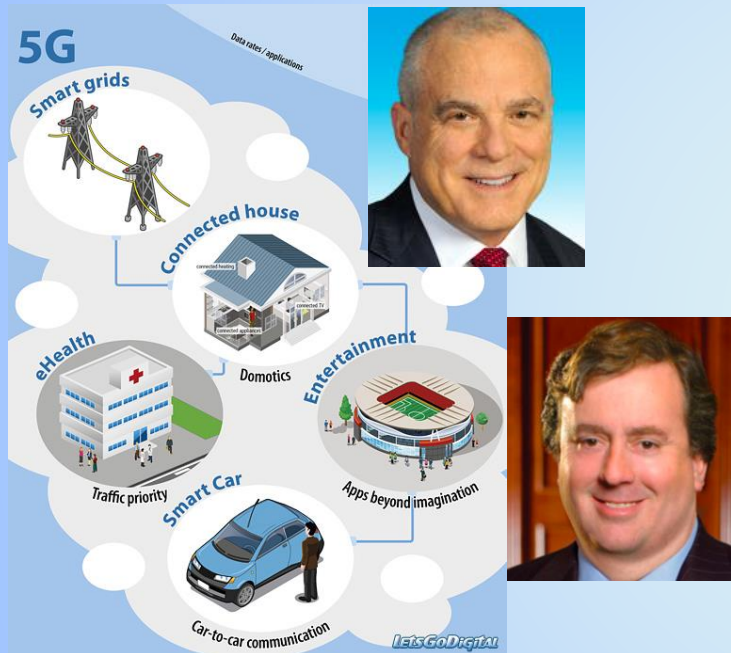 5G
Data rates / applications
Smart grids
Connected house
connected heating
connected TV
connected appliances
Domotics
eHealth
Traffic priority
Entertainment
Apps beyond imagination
Smart Car
Car-to-car communication
LETSGODIGITAL